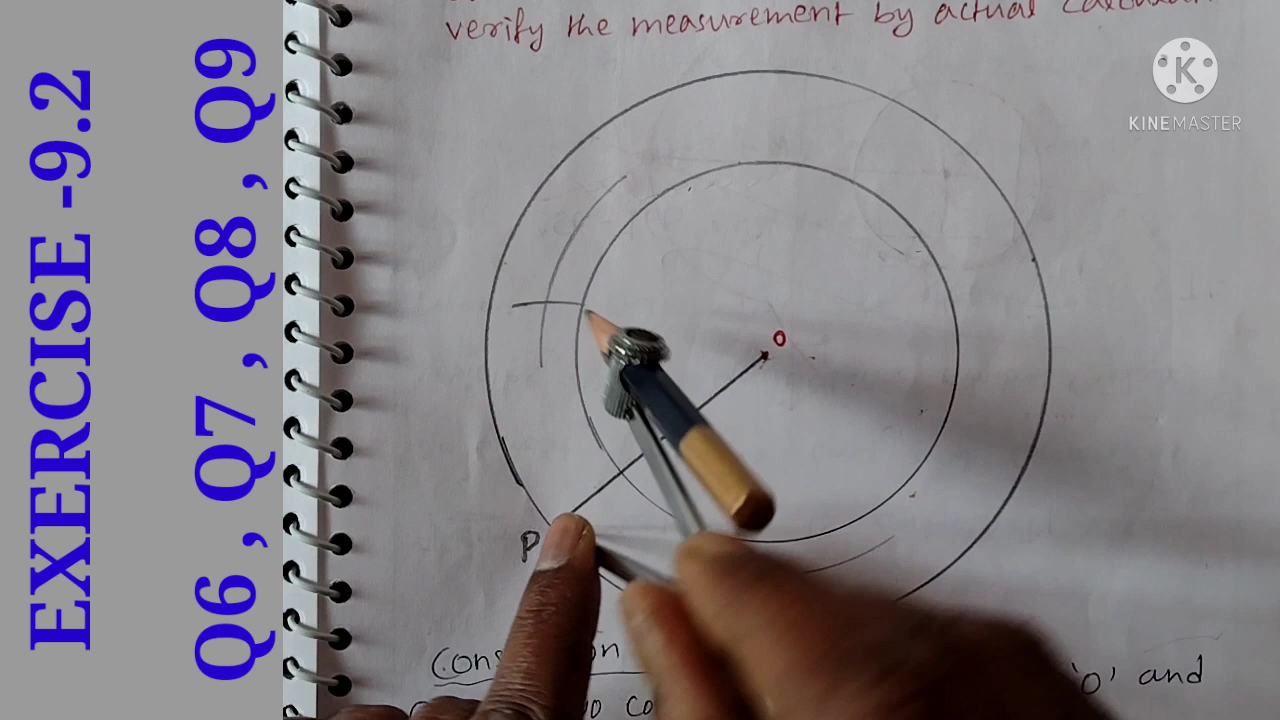 EXERCISE -9.2
Q6 , Q7 , Q8 , Q9
verify the measurement by actual
KINEMASTER
K
O
P
'O' and